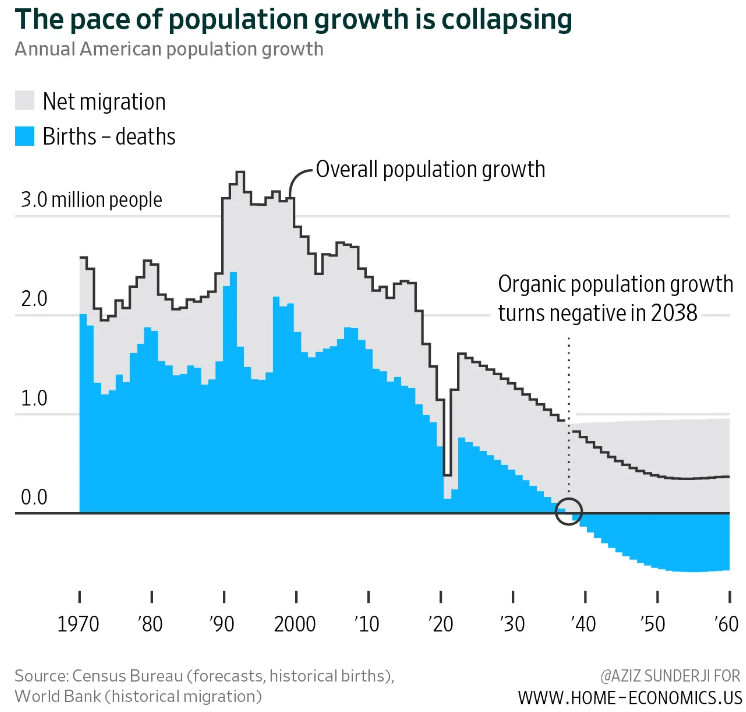 The pace of population growth is collapsing
Annual American population growth
Net migration
Births – deaths
Overall population growth
3.0 million people
Organic population growth
turns negative in 2038
2.0
1.0
0.0
1970 '80 '90 2000 '10 '20 '30 '40 '50 '60
Source: Census Bureau (forecasts, historical births),
World Bank (historical migration)
@AZIZ SUNDERJI FOR
WWW.HOME-ECONOMICS.US